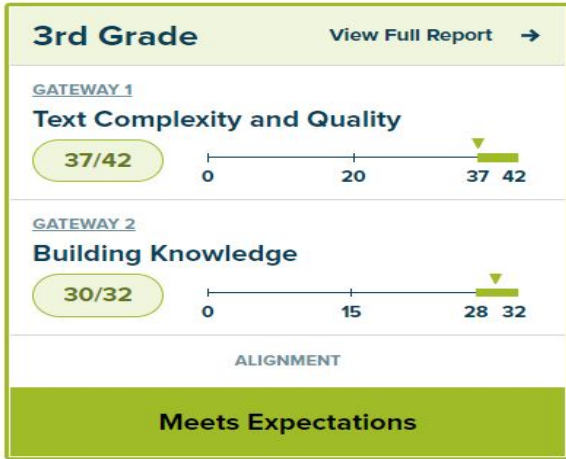 3rd Grade View Full Report →
GATEWAY 1
Text Complexity and Quality
37/42
0 20 37 42
GATEWAY 2
Building Knowledge
30/32
0 15 28 32
ALIGNMENT
Meets Expectations